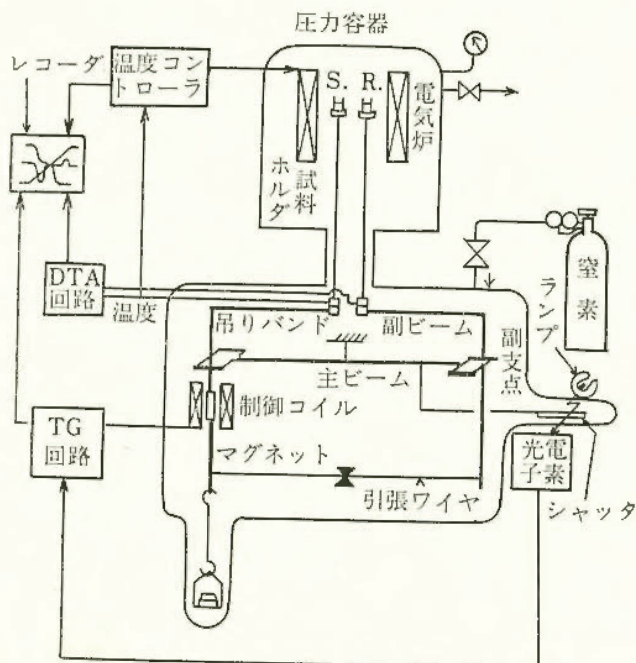 圧力容器
レコーダ
温度コン
トローラ
S. R.
電気炉
試料
ホルダ
DTA
回路
温度
窒素
ランプ
吊りバンド
副ビーム
副支点
主ビーム
制御コイル
TG
回路
マグネット
光電
子素
引張ワイヤ
シャッタ